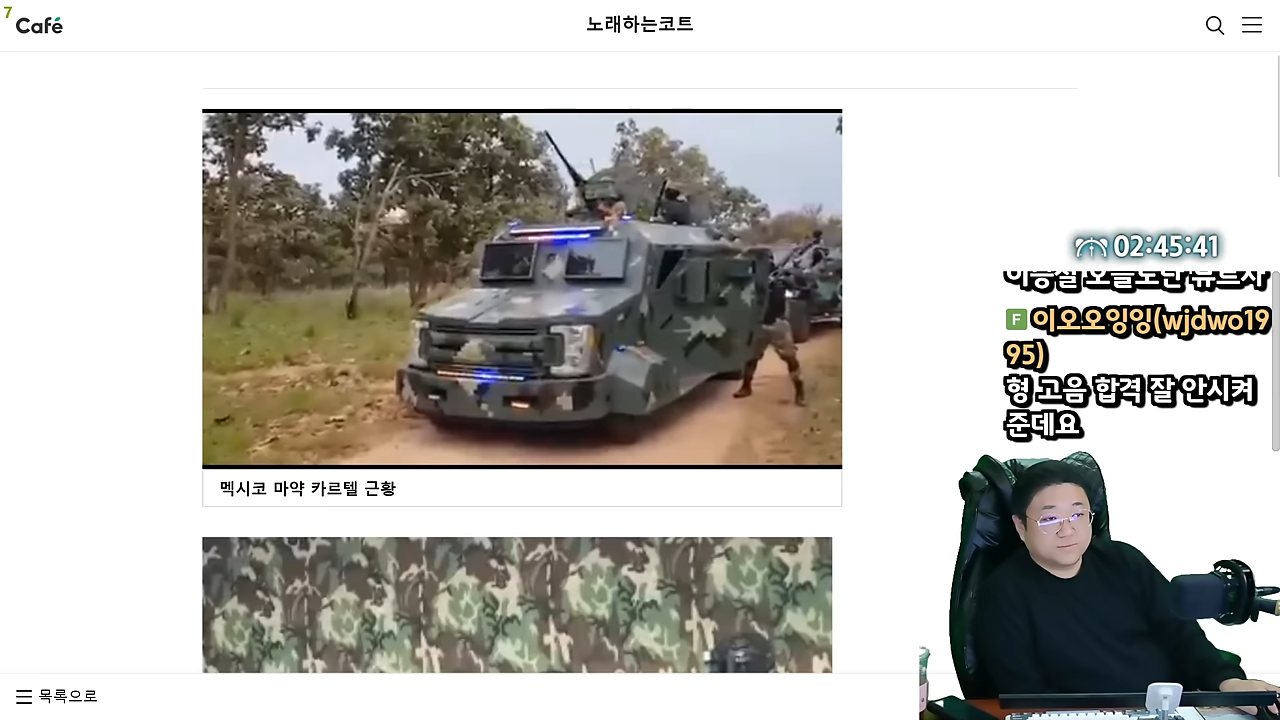 7
Café
노래하는코트
02:45:41
F 이오오잉잉(wjdwo19
95)
형 고음 합격 잘 안시켜
준데요
멕시코 마약 카르텔 근황
목록으로